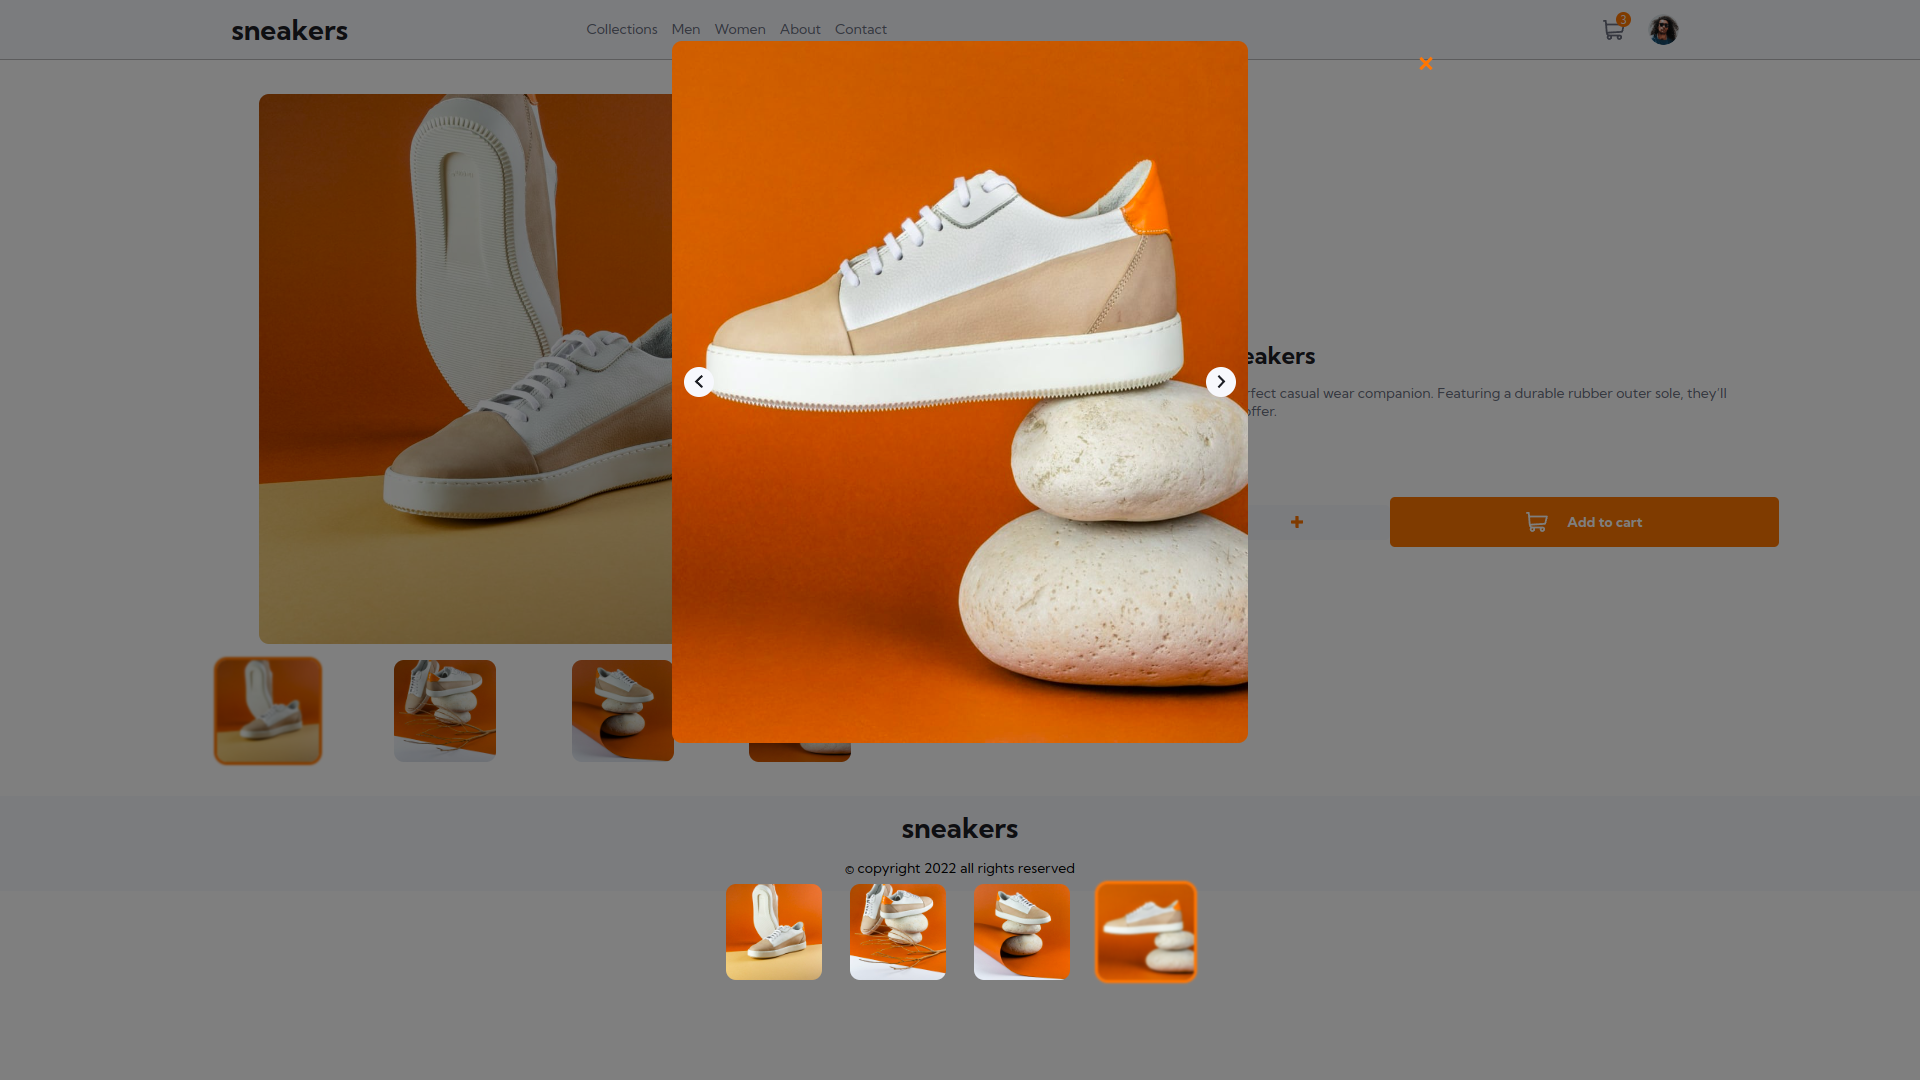 sneakers
Collections Men Women About Contact
3
eakers
rfect casual wear companion. Featuring a durable rubber outer sole, they'll
offer.
Add to cart
sneakers
© copyright 2022 all rights reserved